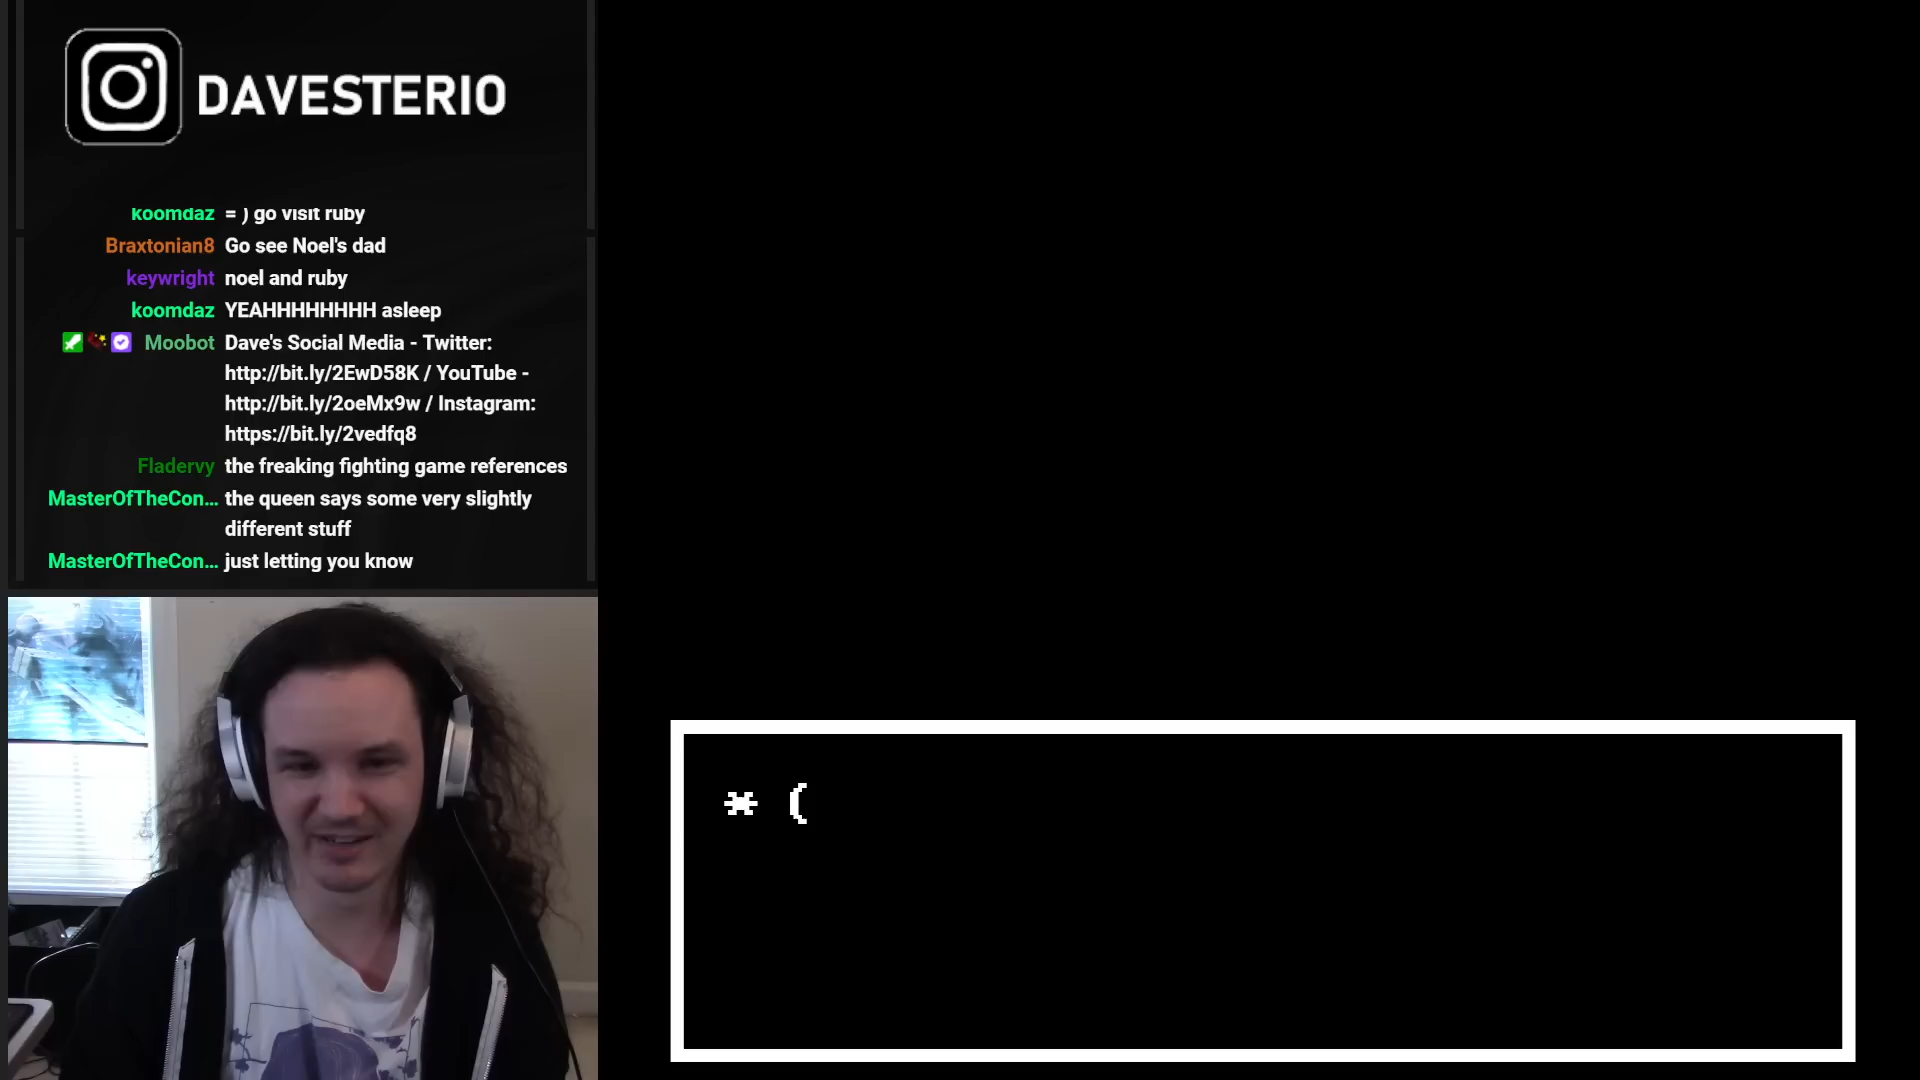 DAVESTERIO
koomdaz = ) go visit ruby
Braxtonian8 Go see Noel's dad
keywright noel and ruby
koomdaz YEAHHHHHHHH asleep
Moobot Dave's Social Media - Twitter:
http://bit.ly/2EwD58K / YouTube -
http://bit.ly/2oeMx9w / Instagram:
https://bit.ly/2vedfq8
Fladervy the freaking fighting game references
MasterOfTheCon... the queen says some very slightly
different stuff
MasterOfTheCon... just letting you know
* (